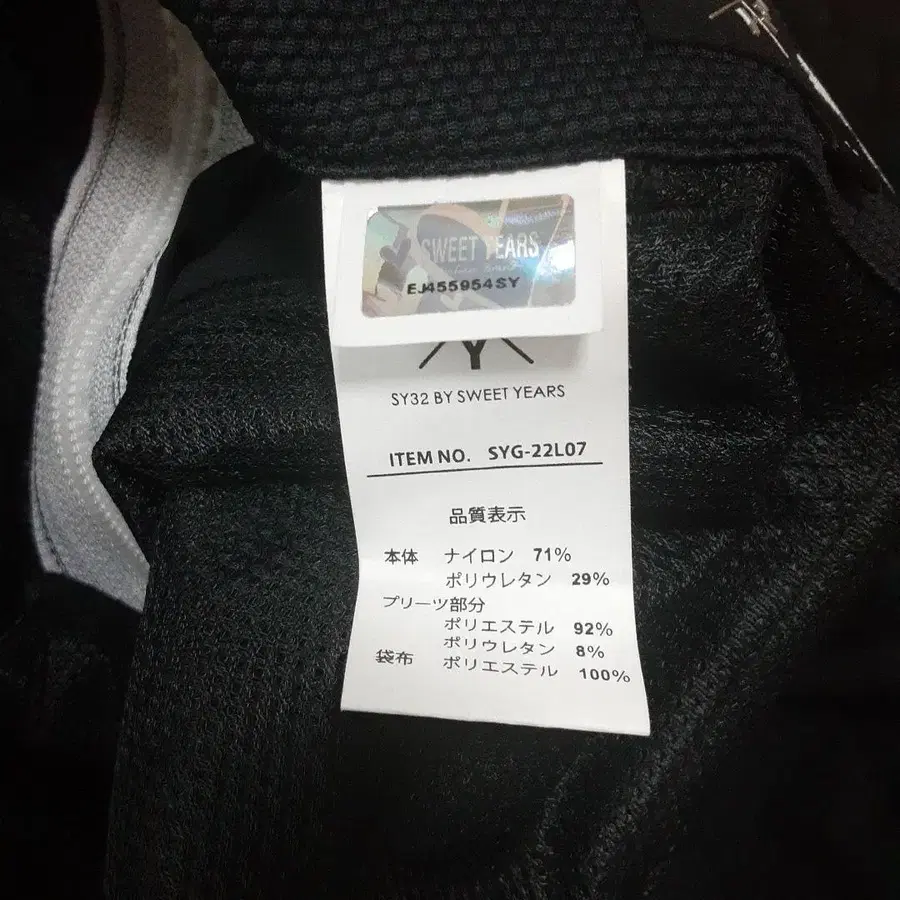 SWEET YEARS
EJ455954SY
Y
SY32 BY SWEET YEARS
ITEM NO. SYG-22L07
品質表示
本体 ナイロン 71%
ポリウレタン 29%
プリーツ部分
ポリエステル 92%
ポリウレタン 8%
袋布 ポリエステル 100%